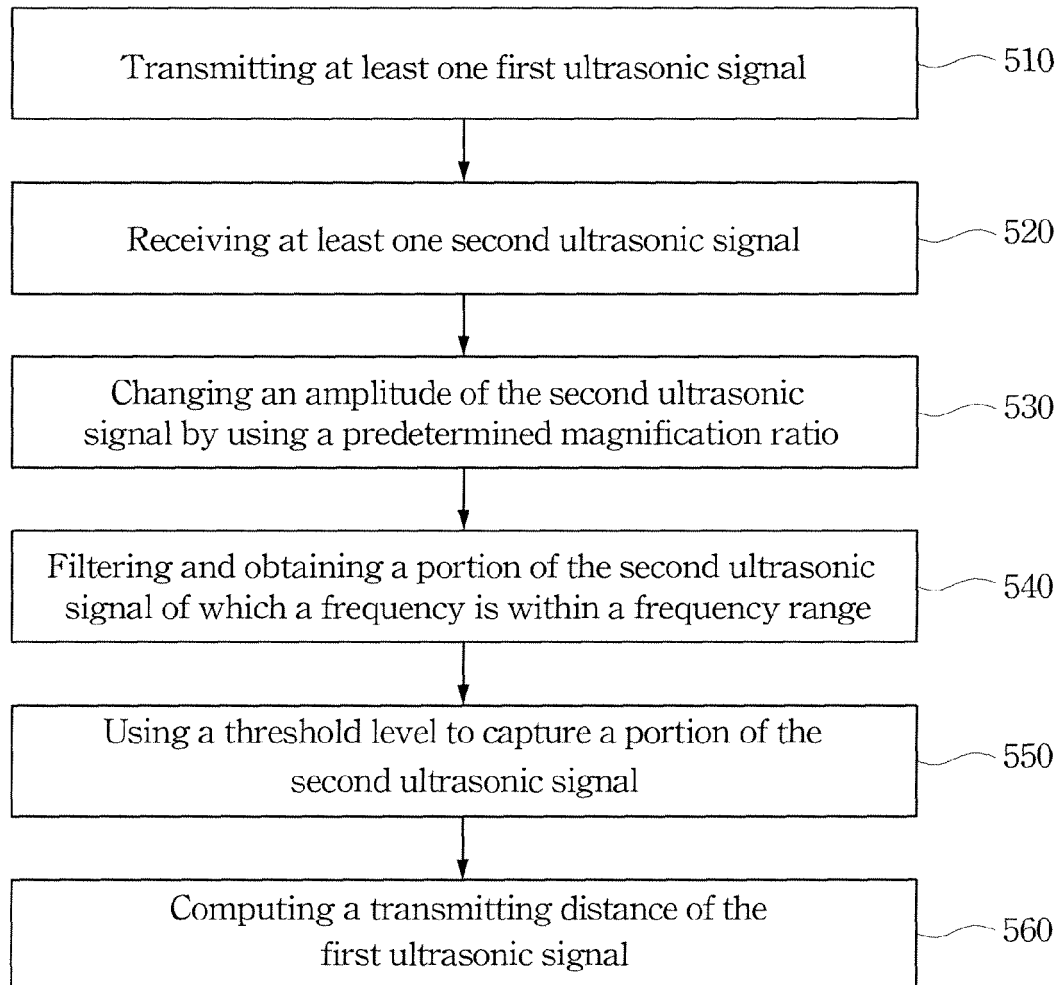 Transmitting at least one first ultrasonic signal
510
Receiving at least one second ultrasonic signal
520
Changing an amplitude of the second ultrasonic
signal by using a predetermined magnification ratio
530
Filtering and obtaining a portion of the second ultrasonic
signal of which a frequency is within a frequency range
540
Using a threshold level to capture a portion of the
second ultrasonic signal
550
Computing a transmitting distance of the
first ultrasonic signal
560